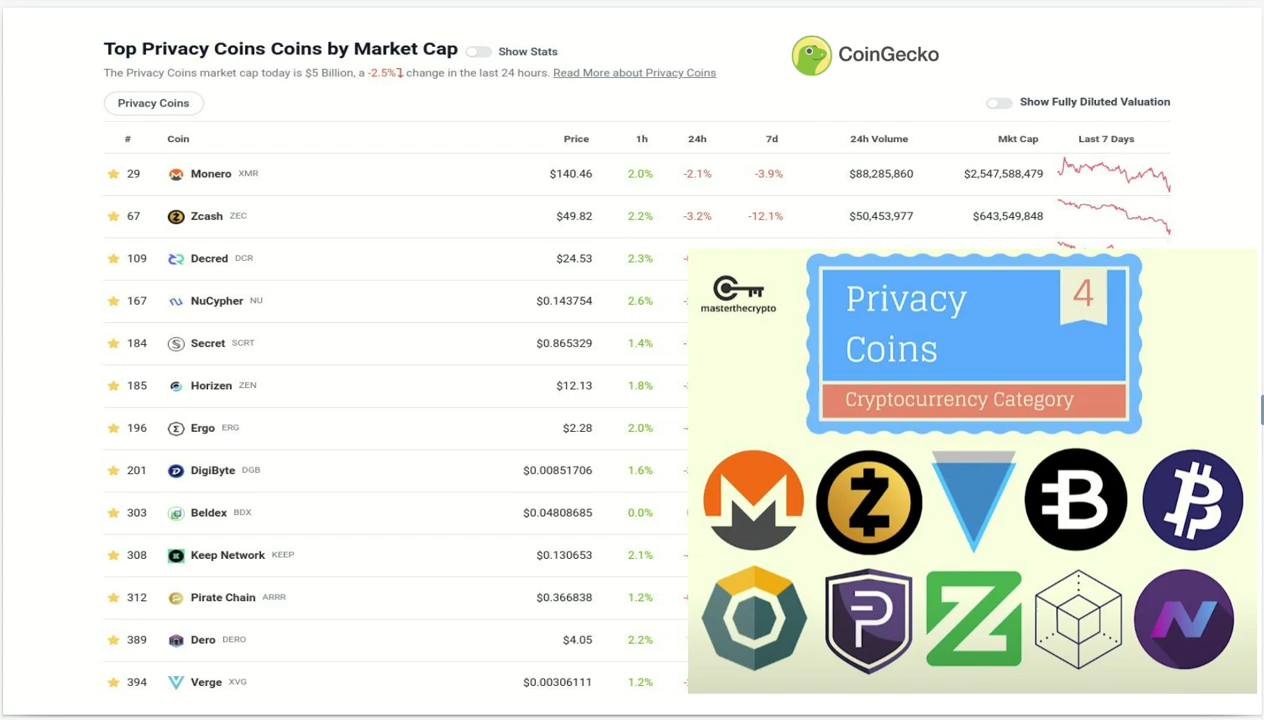 Top Privacy Coins Coins by Market Cap Show Stats
CoinGecko
The Privacy Coins market cap today is $5 Billion, a -2.5% change in the last 24 hours. Read More about Privacy Coins
Privacy Coins
Show Fully Diluted Valuation
# Coin Price 1h 24h 7d 24h Volume Mkt Cap Last 7 Days
29 Monero XMR $140.46 2.0% -2.1% -3.9% $88,285,860 $2,547,588,479
67 Zcash ZEC $49.82 2.2% -3.2% -12.1% $50,453,977 $643,549,848
109 Decred DCR $24.53 2.3%
167 NuCypher NU $0.143754 2.6%
184 Secret SCRT $0.865329 1.4%
185 Horizen ZEN $12.13 1.8%
196 Ergo ERG $2.28 2.0%
201 DigiByte DGB $0.00851706 1.6%
303 Beldex BDX $0.04808685 0.0%
308 Keep Network KEEP $0.130653 2.1%
312 Pirate Chain ARRR $0.366838 1.2%
389 Dero DERO $4.05 2.2%
394 Verge XVG $0.00306111 1.2%
masterthecrypto
Privacy
Coins
4
Cryptocurrency Category